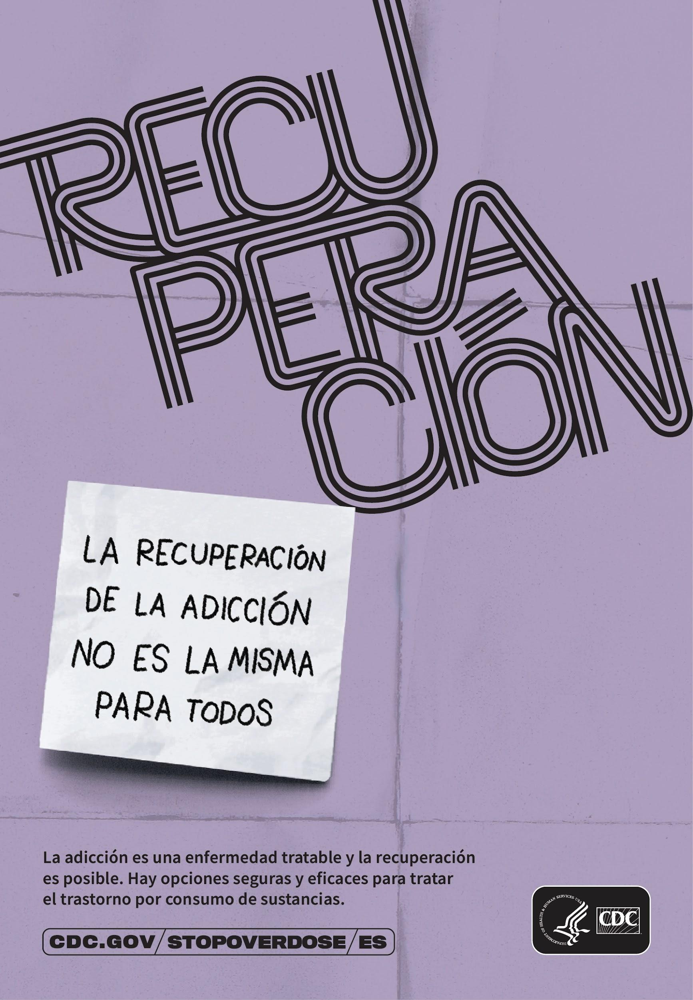 RECU
PERA
CIÓN
LA RECUPERACIÓN
DE LA ADICCIÓN
NO ES LA MISMA
PARA TODOS
La adicción es una enfermedad tratable y la recuperación
es posible. Hay opciones seguras y eficaces para tratar
el trastorno por consumo de sustancias.
CDC.GOV/STOPOVERDOSE/ES
DEPARTMENT OF HEALTH & HUMAN SERVICES USA
CDC